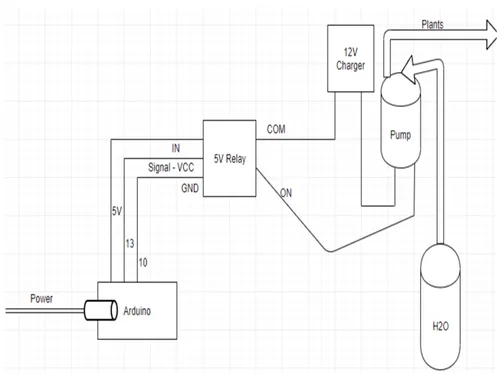 Plants
12V
Charger
COM
IN
5V Relay
Pump
Signal - VCC
GND
ON
5V
13
10
Power
Arduino
H2O